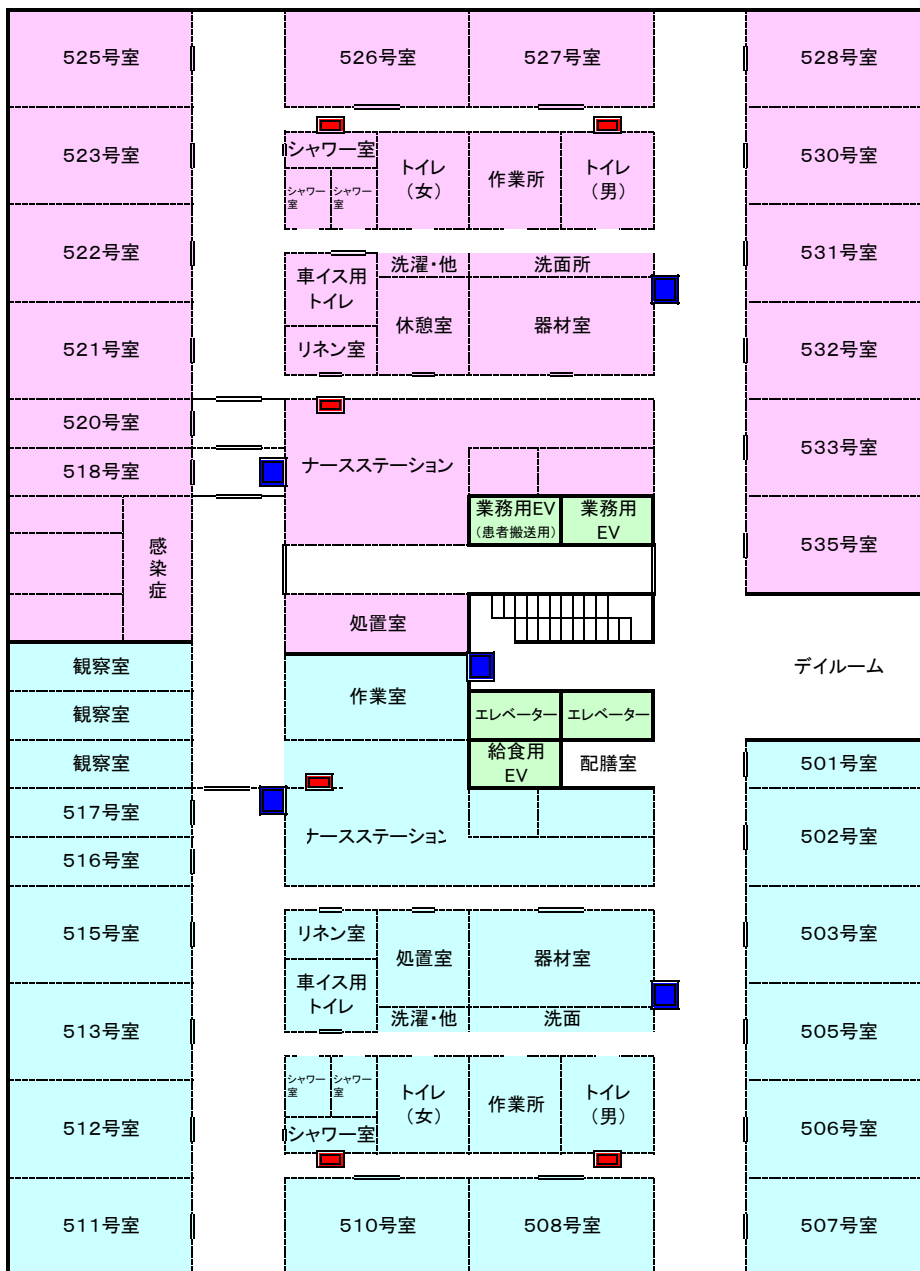 525号室
526号室
527号室
528号室
523号室
シャワー室
シャワー
室
シャワー
室
トイレ
（女）
作業所
トイレ
（男）
530号室
522号室
車イス用
トイレ
洗濯・他
洗面所
531号室
521号室
リネン室
休憩室
器材室
532号室
520号室
518号室
ナースステーション
533号室
感
染
症
業務用EV
（患者搬送用）
業務用
EV
535号室
処置室
観察室
観察室
観察室
作業室
デイルーム
エレベーター
エレベーター
給食用
EV
配膳室
501号室
517号室
516号室
ナースステーション
502号室
515号室
リネン室
処置室
器材室
503号室
513号室
車イス用
トイレ
洗濯・他
洗面
505号室
512号室
シャワー
室
シャワー
室
シャワー室
トイレ
（女）
作業所
トイレ
（男）
506号室
511号室
510号室
508号室
507号室